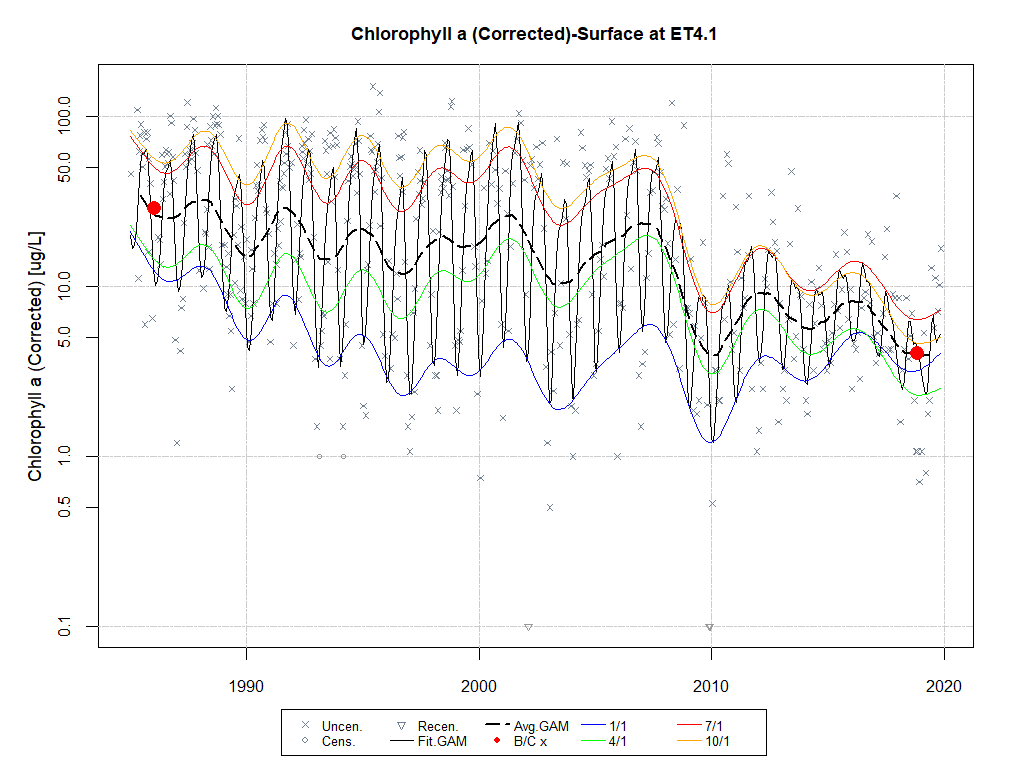 Chlorophyll a (Corrected)-Surface at ET4.1
Chlorophyll a (Corrected) [ug/L]
100.0
50.0
10.0
5.0
1.0
0.5
0.1
1990 2000 2010 2020
Uncen. Recen. Avg.GAM 1/1 7/1
Cens. Fit.GAM B/C x 4/1 10/1